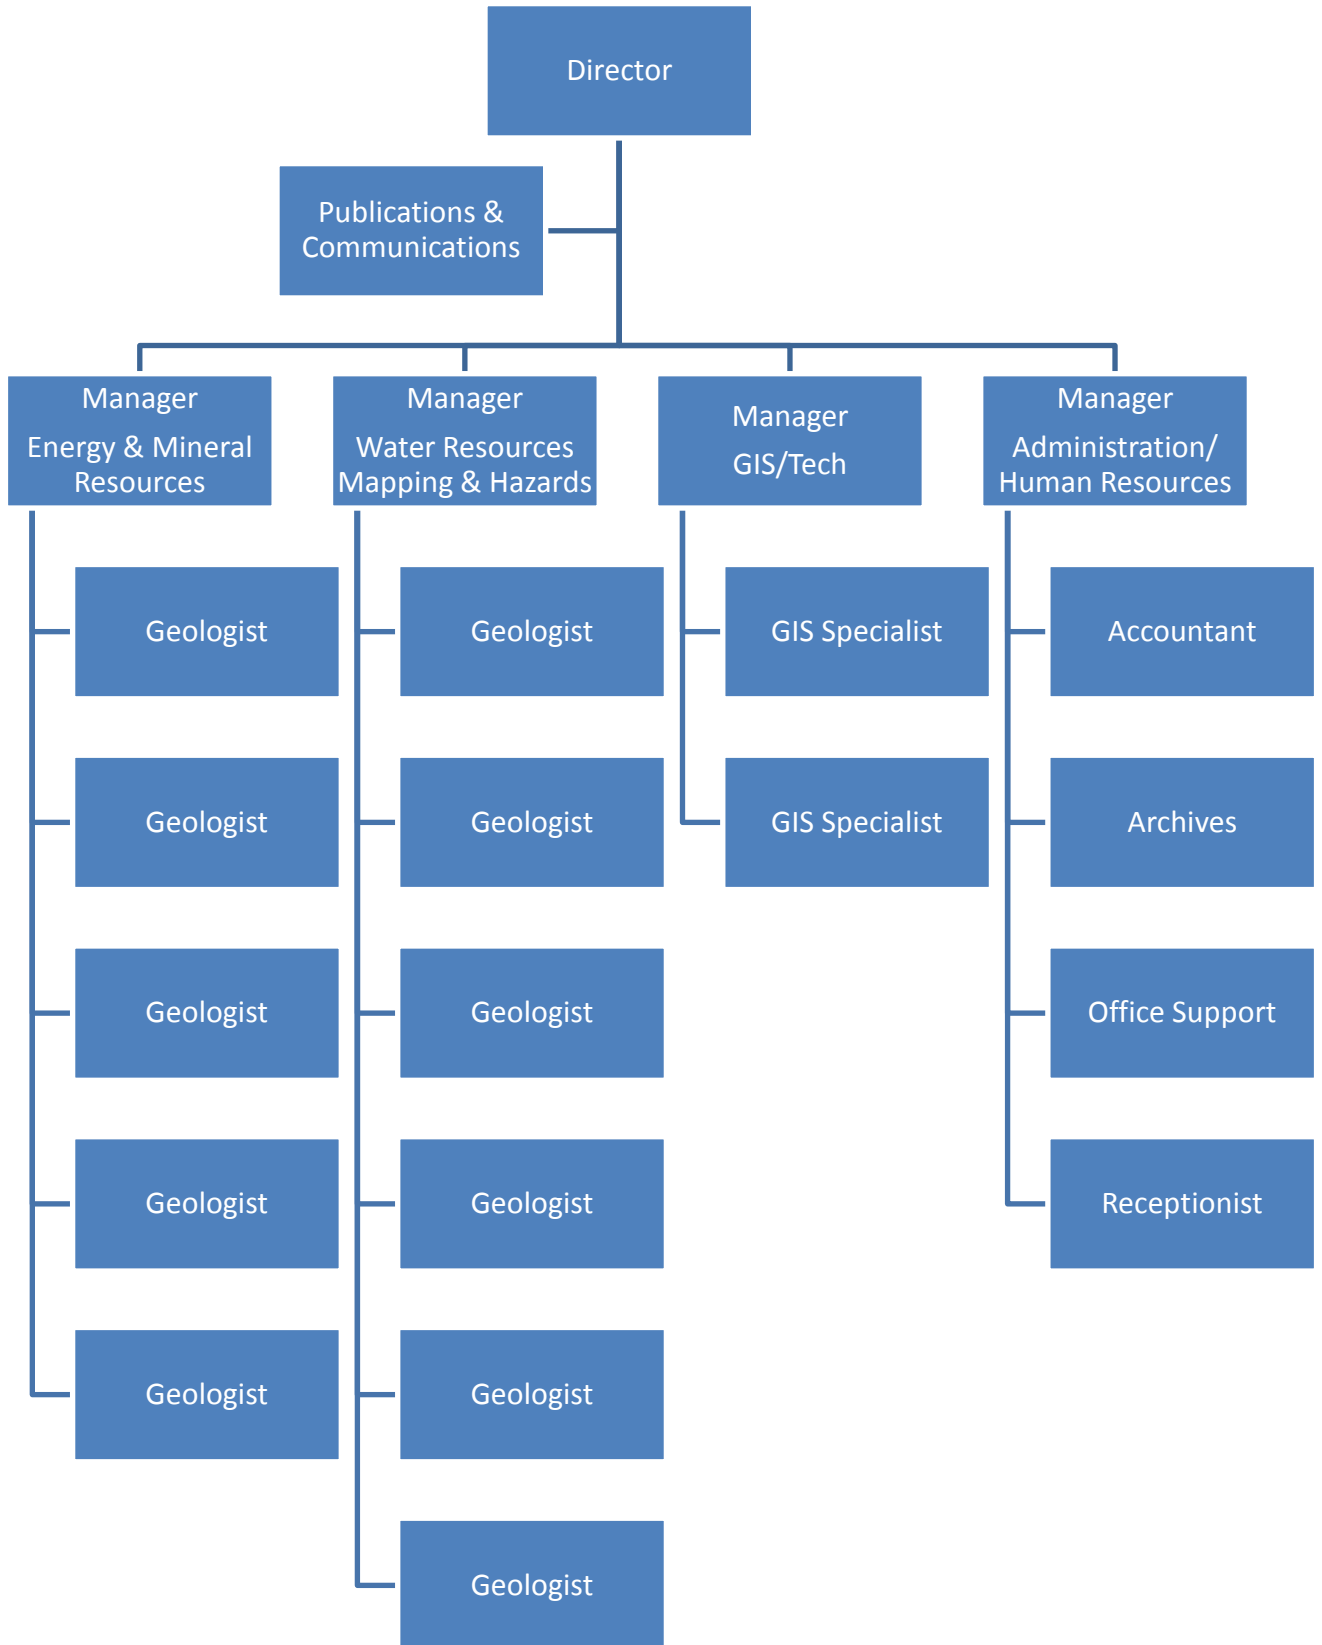 Director
Publications &
Communications
Manager
Energy & Mineral
Resources
Manager
Water Resources
Mapping & Hazards
Manager
GIS/Tech
Manager
Administration/
Human Resources
Geologist
Geologist
GIS Specialist
Accountant
Geologist
Geologist
GIS Specialist
Archives
Geologist
Geologist
Office Support
Geologist
Geologist
Receptionist
Geologist
Geologist
Geologist